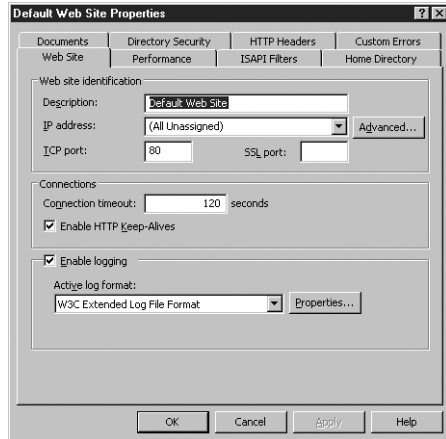 Default Web Site Properties
Documents Directory Security HTTP Headers Custom Errors
Web Site Performance ISAPI Filters Home Directory
Web site identification
Description: Default Web Site
IP address: (All Unassigned) Advanced...
TCP port: 80 SSL port:
Connections
Connection timeout: 120 seconds
Enable HTTP Keep-Alives
Enable logging
Active log format:
W3C Extended Log File Format Properties...
OK Cancel Apply Help